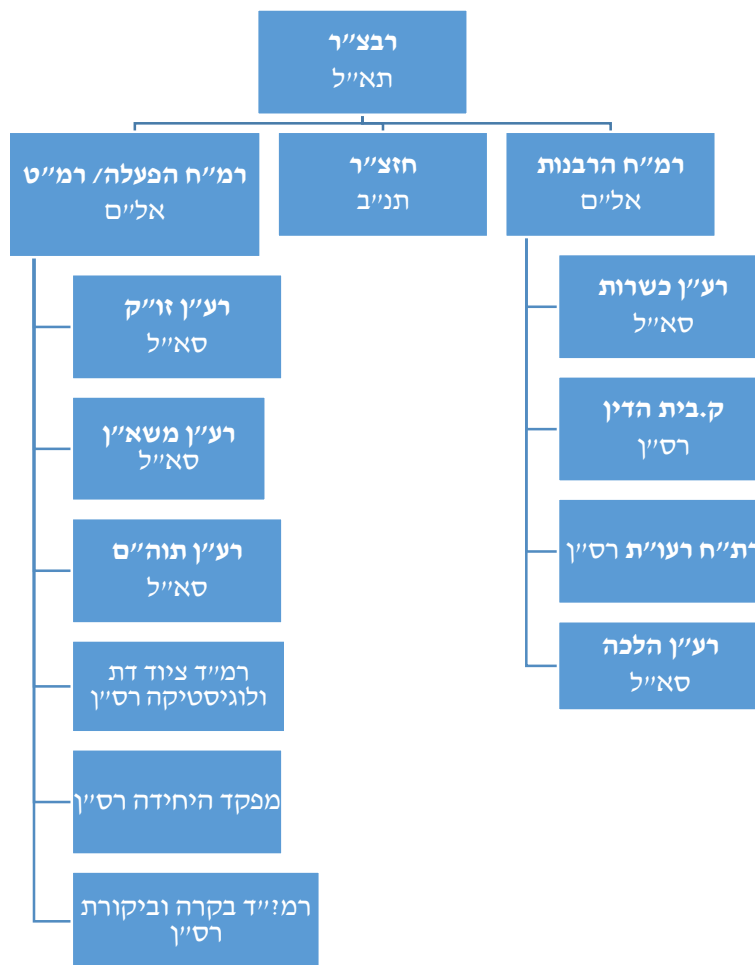 רבצ״ר
תא״ל
רמ״ח הרבנות
אל״ם
חזצ״ר
תנ״ב
רמ״ח הפעלה/ רמ״ט
אל״ם
רע״ן כשרות
סא״ל
ק.בית הדין
רס״ן
רת״ח רעו״ת רס״ן
רע״ן הלכה
סא״ל
רע״ן זו״ק
סא״ל
רע״ן משא״ן
סא״ל
רע״ן תוה״ם
סא״ל
רמ״ד ציוד דת
ולוגיסטיקה רס״ן
מפקד היחידה רס״ן
רמ?״ד בקרה וביקורת
רס״ן